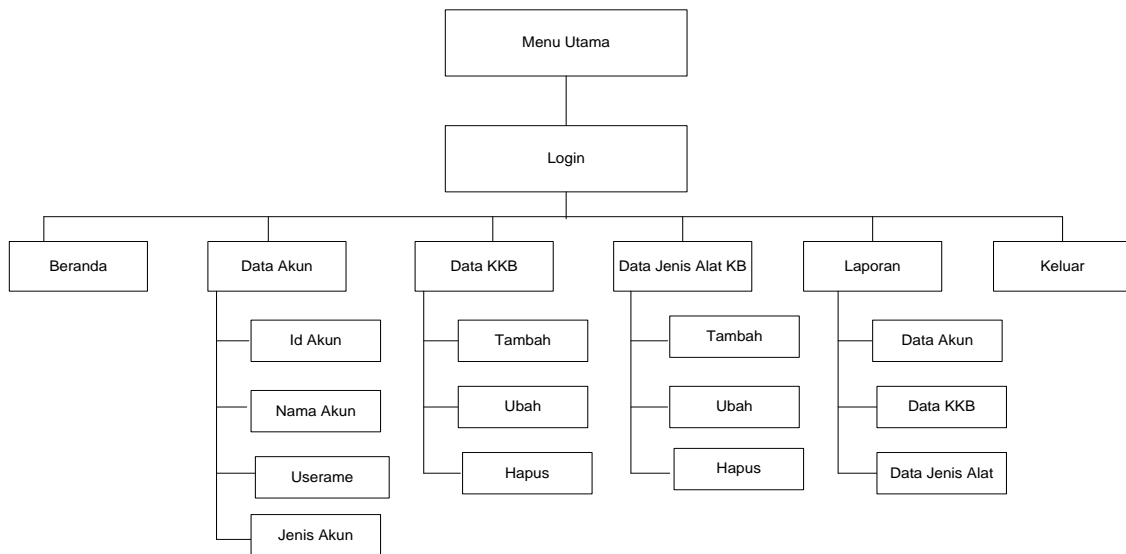 Menu Utama
Login
Beranda
Data Akun
Data KKB
Data Jenis Alat KB
Laporan
Keluar
Id Akun
Nama Akun
Userame
Jenis Akun
Tambah
Ubah
Hapus
Tambah
Ubah
Hapus
Data Akun
Data KKB
Data Jenis Alat